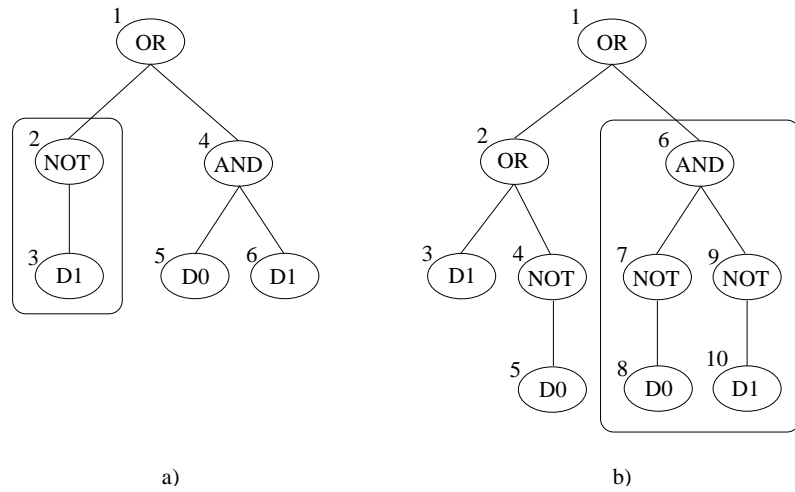 1 1
OR OR
2 4 2 6
NOT AND OR AND
3 5 6 3 4 7 9
D1 D0 D1 D1 NOT NOT NOT
5 8 10
D0 D0 D1
a) b)